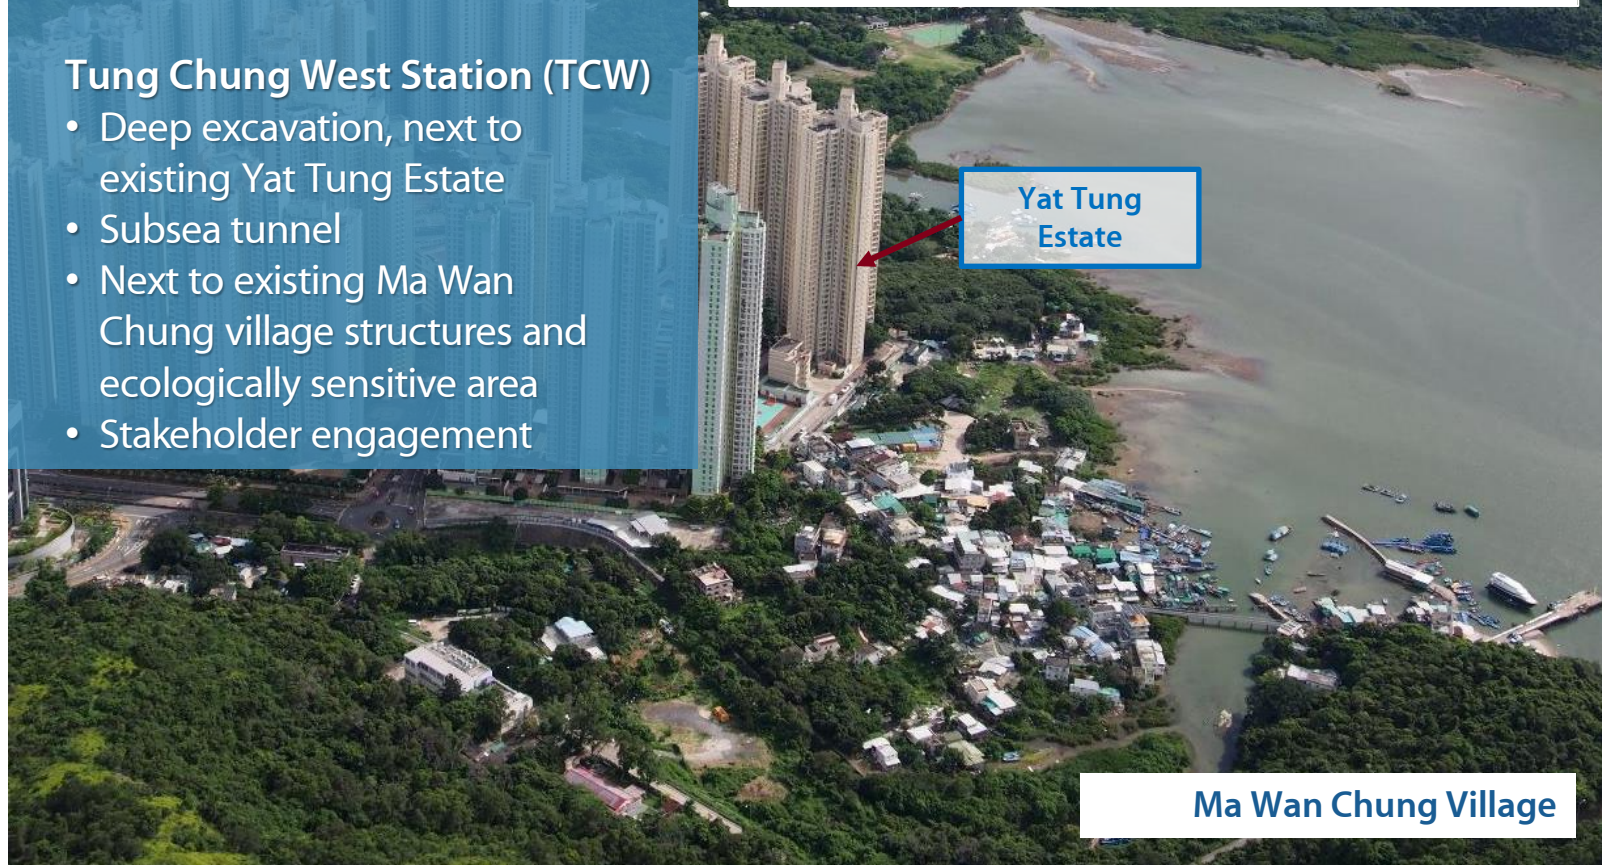 Tung Chung West Station (TCW)
• Deep excavation, next to
existing Yat Tung Estate
• Subsea tunnel
• Next to existing Ma Wan
Chung village structures and
ecologically sensitive area
• Stakeholder engagement
Yat Tung
Estate
Ma Wan Chung Village